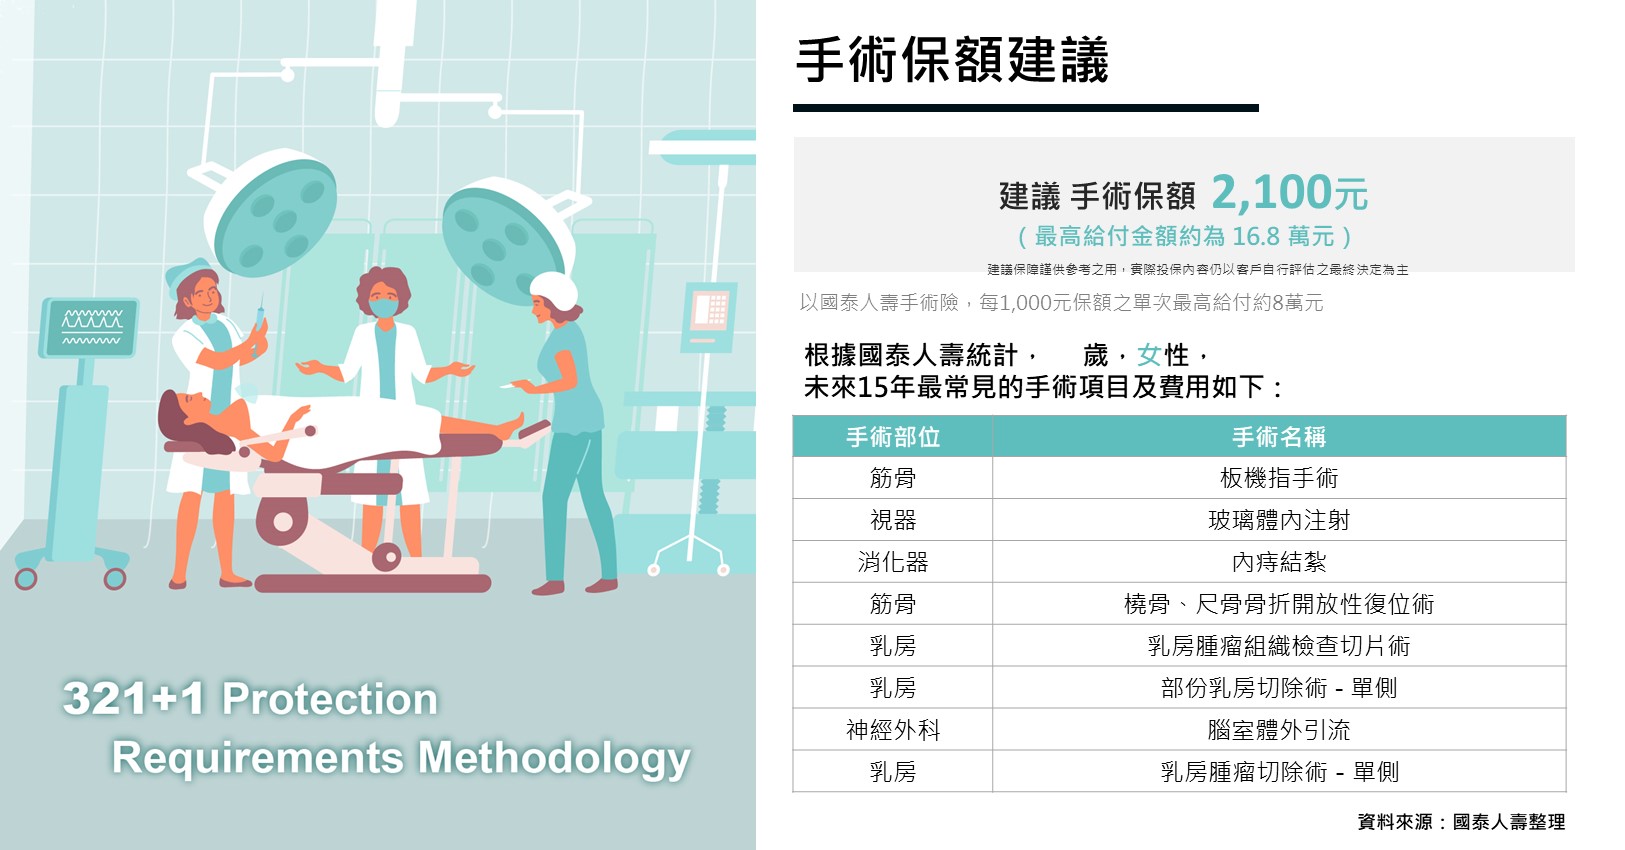 手術保額建議
建議 手術保額 2,100元
( 最高給付金額約為 16.8 萬元 )
建議保障謹供參考之用，實際投保內容仍以客戶自行評估之最終決定為主
以國泰人壽手術險，每1,000元保額之單次最高給付約8萬元
根據國泰人壽統計， 歲，女性，
未來15年最常見的手術項目及費用如下：
手術部位 手術名稱
筋骨 板機指手術
視器 玻璃體內注射
消化器 內痔結紮
筋骨 橈骨、尺骨骨折開放性復位術
乳房 乳房腫瘤組織檢查切片術
乳房 部份乳房切除術 - 單側
神經外科 腦室體外引流
乳房 乳房腫瘤切除術 - 單側
資料來源：國泰人壽整理
321+1 Protection
Requirements Methodology